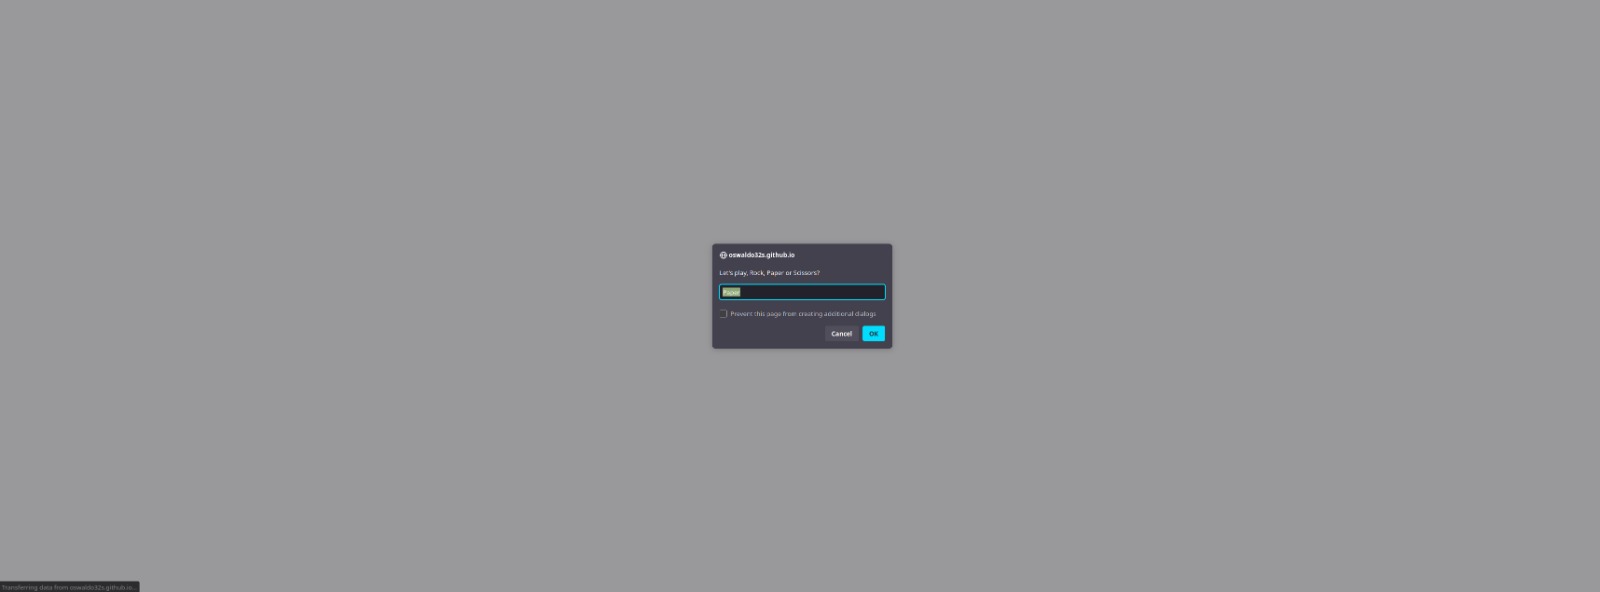 oswaldo32s.github.io
Let's play, Rock, Paper or Scissors?
Paper
Prevent this page from creating additional dialogs
Cancel
OK
Transferring data from oswaldo32s.github.io…